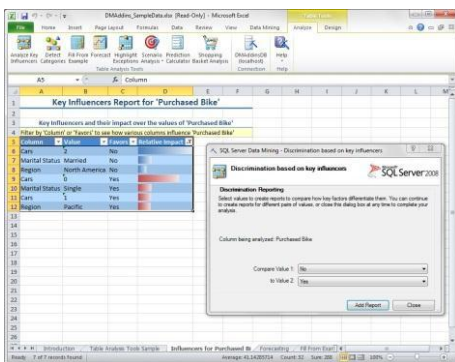 DMAddins_SampleData.xlsx [Read-Only] - Microsoft Excel
Table Tools
File Home Insert Page Layout Formulas Data Review View Data Mining Analyze Design
Analyze Key Influencers
Detect Categories
Fill From Example
Forecast
Highlight Exceptions
Scenario Analysis
Prediction Calculator
Shopping Basket Analysis
DMAddinsDB (localhost)
Help
Table Analysis Tools
Connection
Help
A5 fx Column
A B C D E F G H I J K L M
Key Influencers Report for 'Purchased Bike'
Key Influencers and their impact over the values of 'Purchased Bike'
Filter by 'Column' or 'Favors' to see how various columns influence 'Purchased Bike'
Column Value Favors Relative Impact
Cars 2 No
Marital Status Married No
Region North America No
Cars 0 Yes
Marital Status Single Yes
Cars 1 Yes
Region Pacific Yes
SQL Server Data Mining - Discrimination based on key influencers
Discrimination based on key influencers
SQL Server 2008
Discrimination Reporting
Select values to create reports to compare how key factors differentiate them. You can continue
to create reports for different pairs of values, or close this dialog box at any time to complete your
analysis.
Column being analyzed: Purchased Bike
Compare Value 1: No
to Value 2: Yes
Add Report Close
Introduction Table Analysis Tools Sample Influencers for Purchased Bi Forecasting Fill From Exam
Ready 7 of 7 records found Average: 41.14285714 Count: 32 Sum: 288 100%